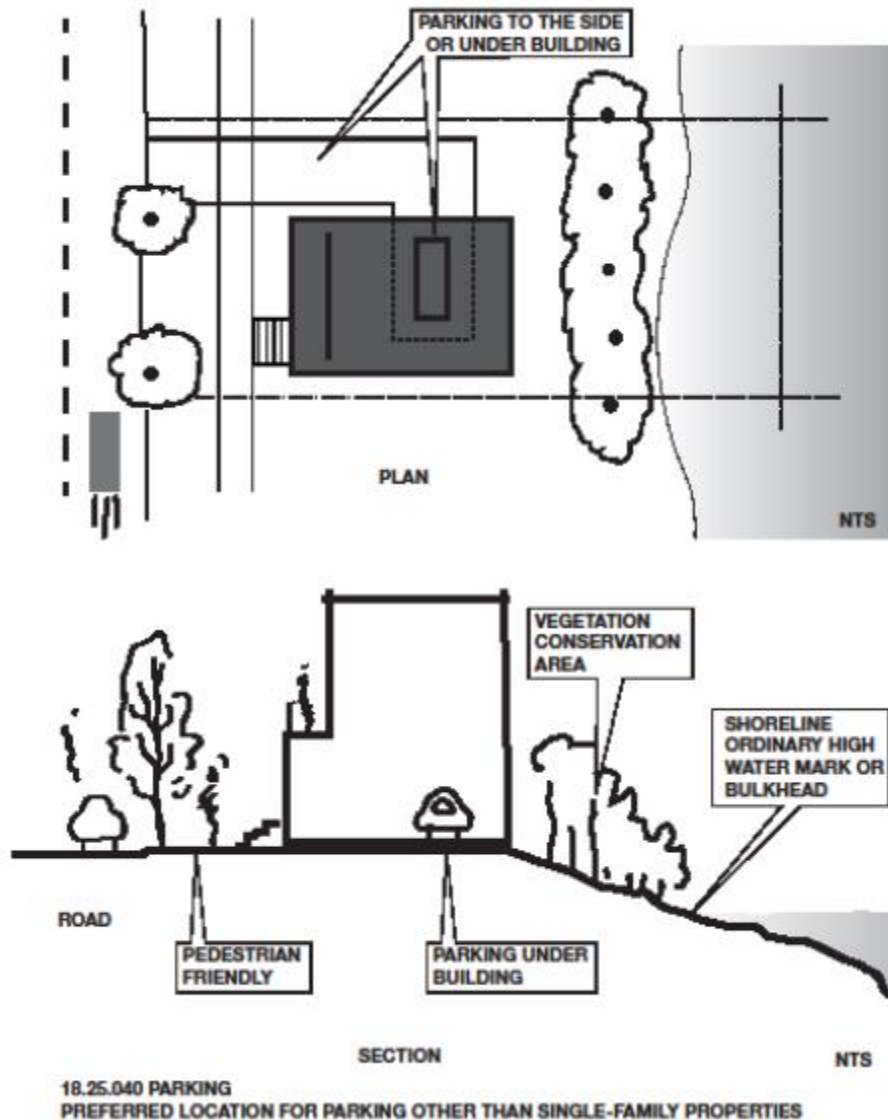 PARKING TO THE SIDE
OR UNDER BUILDING
PLAN
NTS
VEGETATION
CONSERVATION
AREA
SHORELINE
ORDINARY HIGH
WATER MARK OR
BULKHEAD
ROAD
PEDESTRIAN
FRIENDLY
PARKING UNDER
BUILDING
SECTION
NTS
18.25.040 PARKING
PREFERRED LOCATION FOR PARKING OTHER THAN SINGLE-FAMILY PROPERTIES